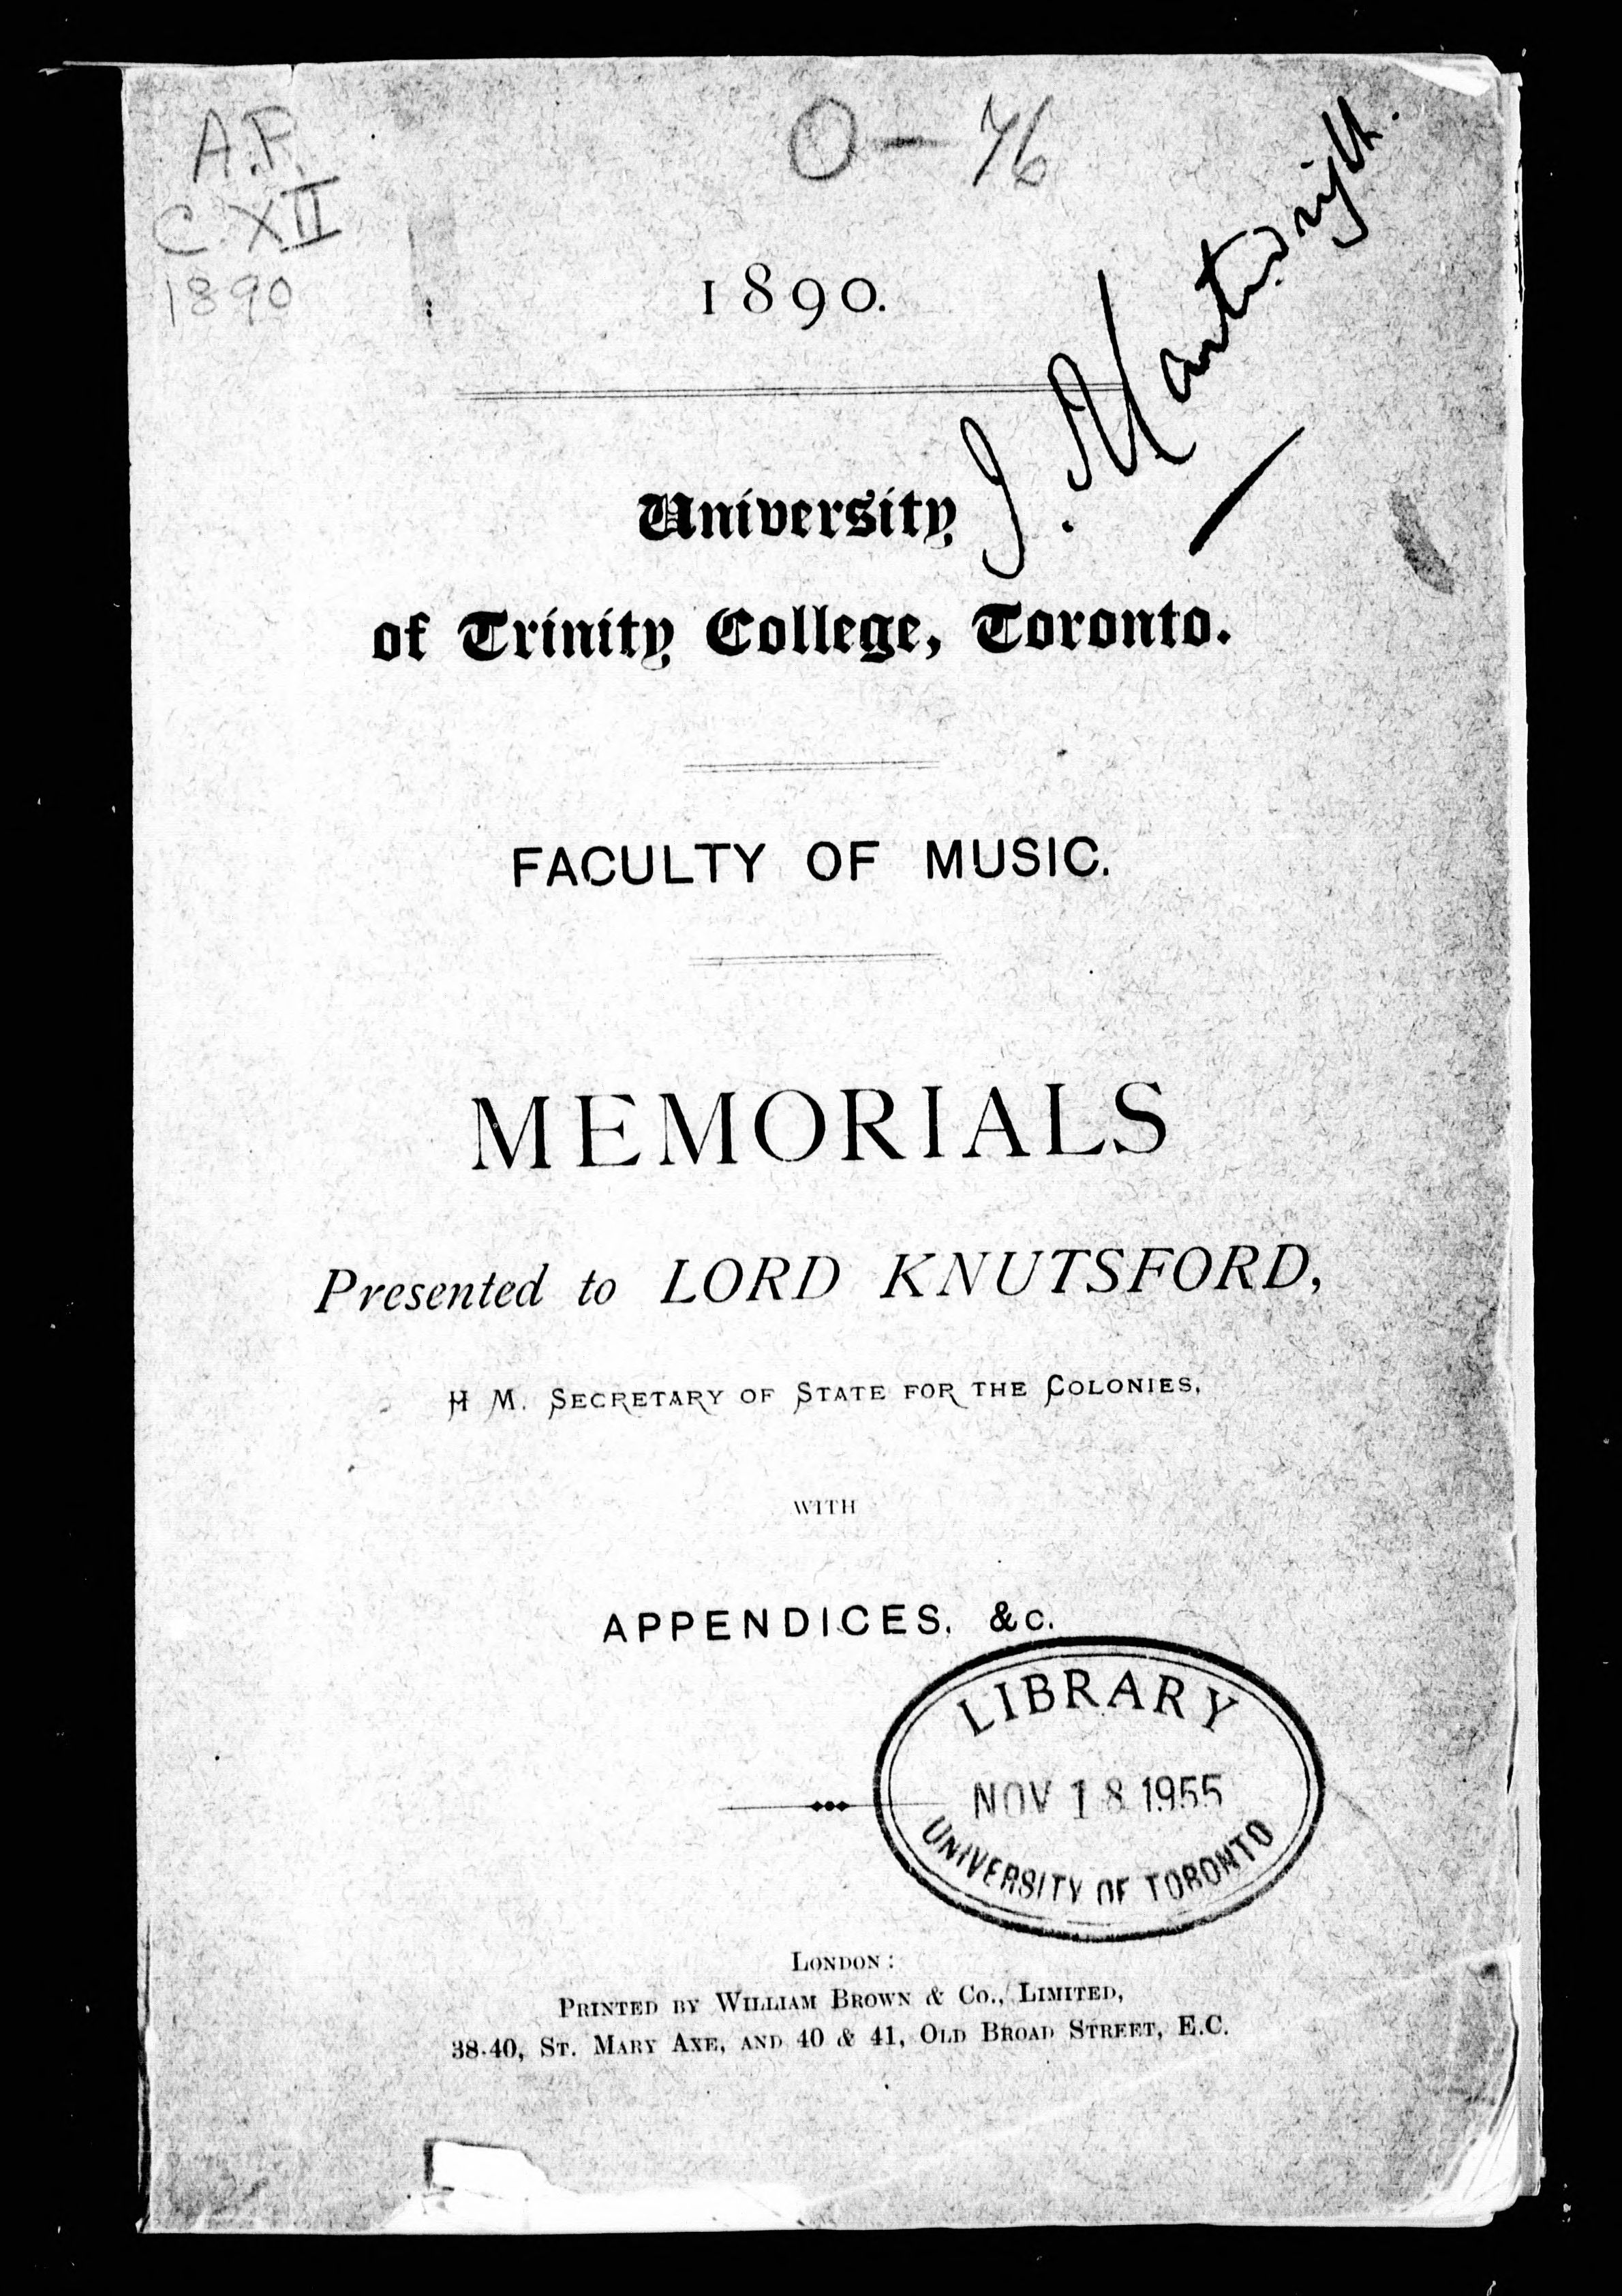 A.P.
C. XII
1890
O — 76
1890.
University
of Trinity College, Toronto.
FACULTY OF MUSIC.
MEMORIALS
Presented to LORD KNUTSFORD,
H M. SECRETARY OF STATE FOR THE COLONIES,
WITH
APPENDICES, &c.
LIBRARY
NOV 18 1955
UNIVERSITY OF TORONTO
LONDON:
PRINTED BY WILLIAM BROWN & CO., LIMITED,
38-40, ST. MARY AXE, AND 40 & 41, OLD BROAD STREET, E.C.